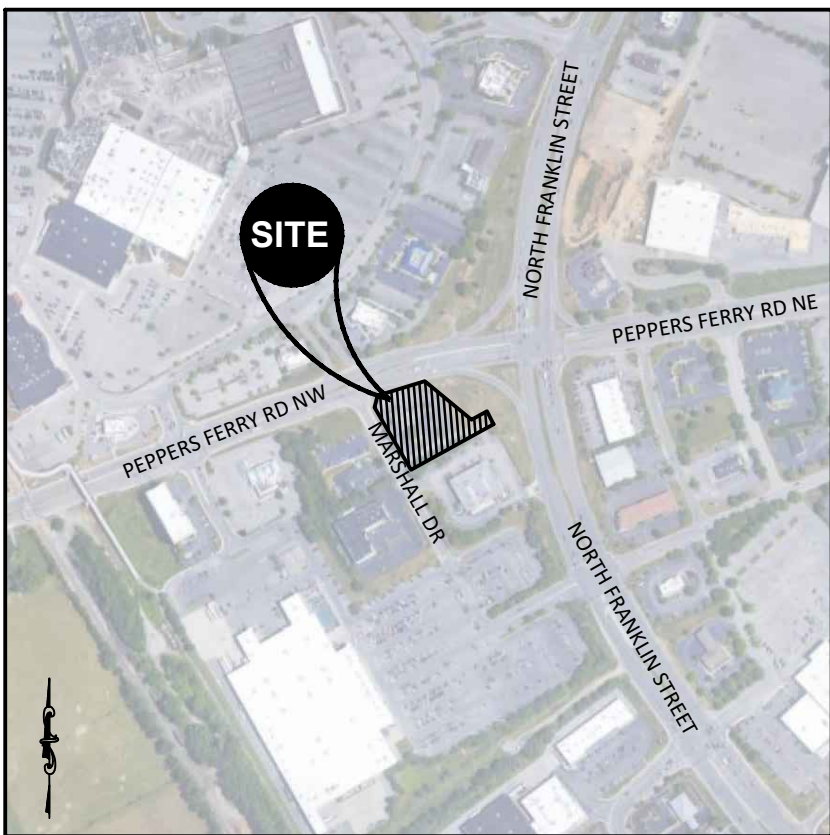 NORTH FRANKLIN STREET
SITE
PEPPERS FERRY RD NE
PEPPERS FERRY RD NW
MARSHALL DR
NORTH FRANKLIN STREET